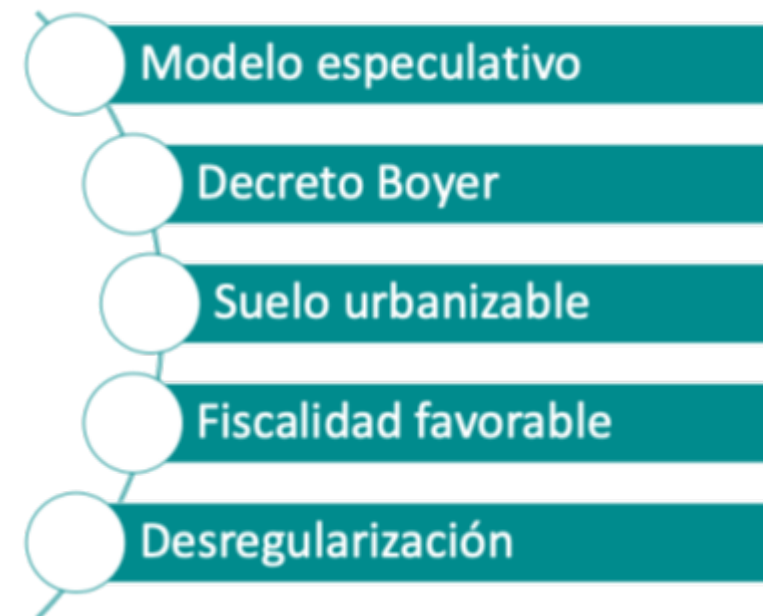 Modelo especulativo
Decreto Boyer
Suelo urbanizable
Fiscalidad favorable
Desregularización